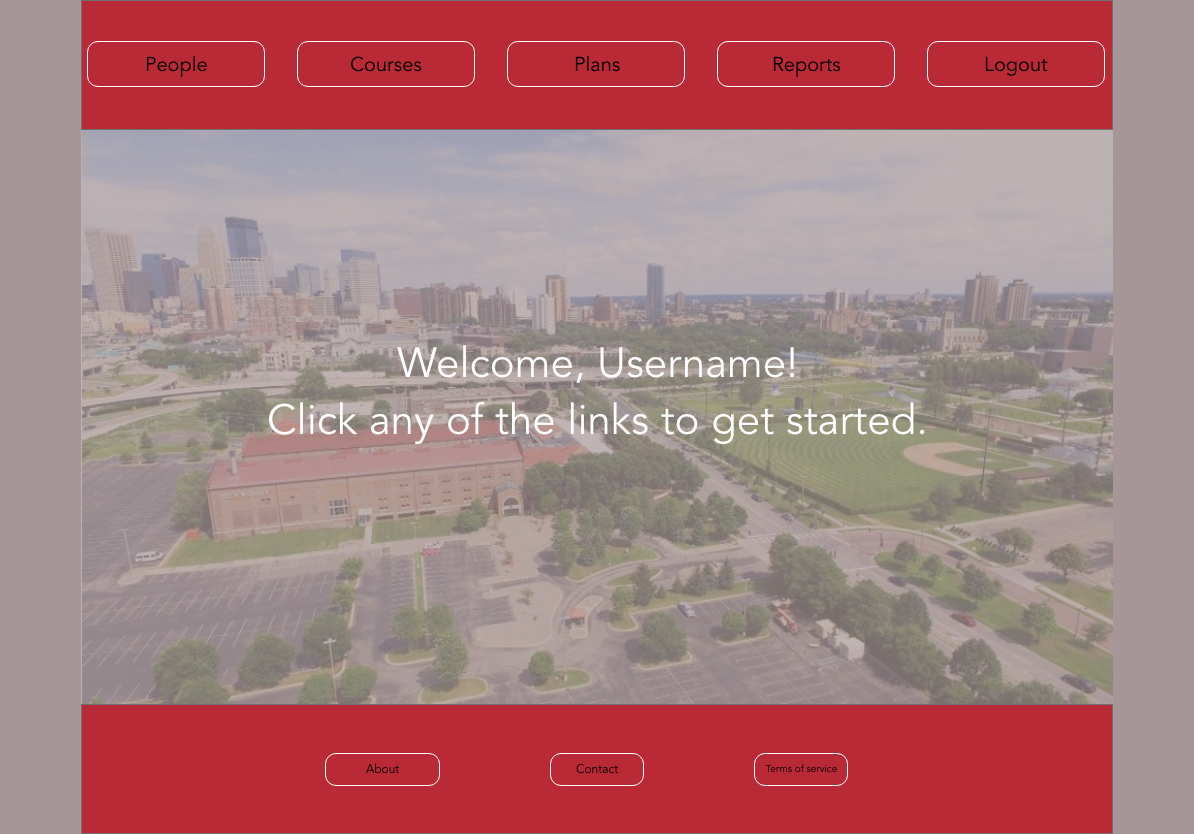 People
Courses
Plans
Reports
Logout
Welcome, Username!
Click any of the links to get started.
About
Contact
Terms of service